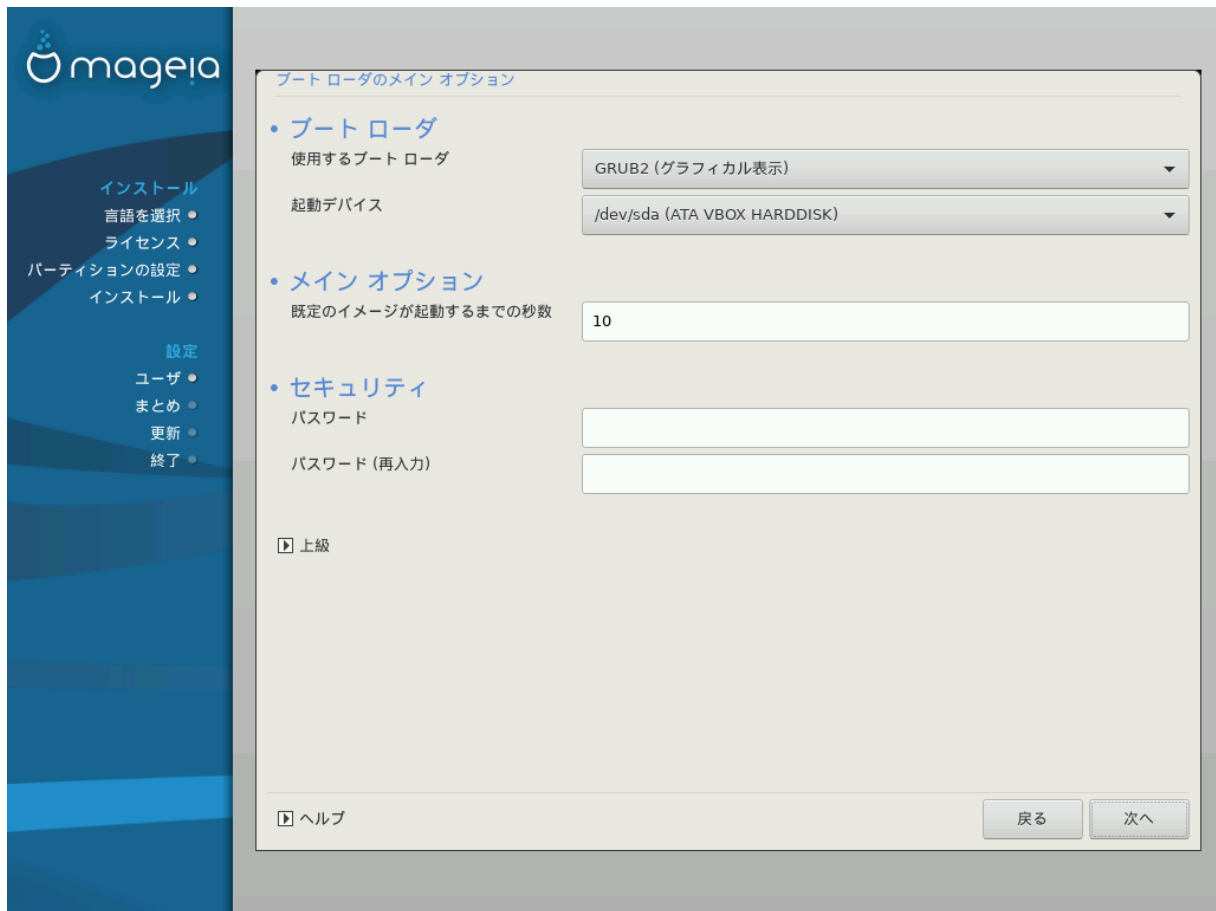 mageia
インストール
言語を選択
ライセンス
パーティションの設定
インストール
設定
ユーザ
まとめ
更新
終了
ブート ローダのメイン オプション
• ブート ローダ
使用するブート ローダ
GRUB2 (グラフィカル表示)
起動デバイス
/dev/sda (ATA VBOX HARDDISK)
• メイン オプション
既定のイメージが起動するまでの秒数
10
• セキュリティ
パスワード
パスワード (再入力)
上級
ヘルプ
戻る
次へ